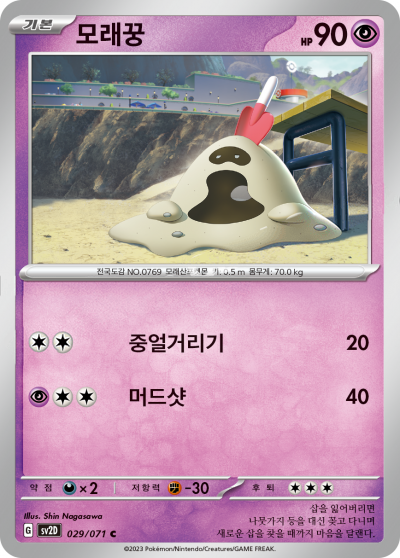 기본 모래꿍 HP 90
전국도감 NO.0769 모래산포켓몬 키: 0.5 m 몸무게: 70.0 kg
중얼거리기 20
머드샷 40
약점 ×2 저항력 -30 후퇴
Illus. Shin Nagasawa
G SV2D 029/071 C
삽을 잃어버리면
나뭇가지 등을 대신 꽂고 다니며
새로운 삽을 찾을 때까지 마음을 달랜다.
©2023 Pokémon/Nintendo/Creatures/GAME FREAK.